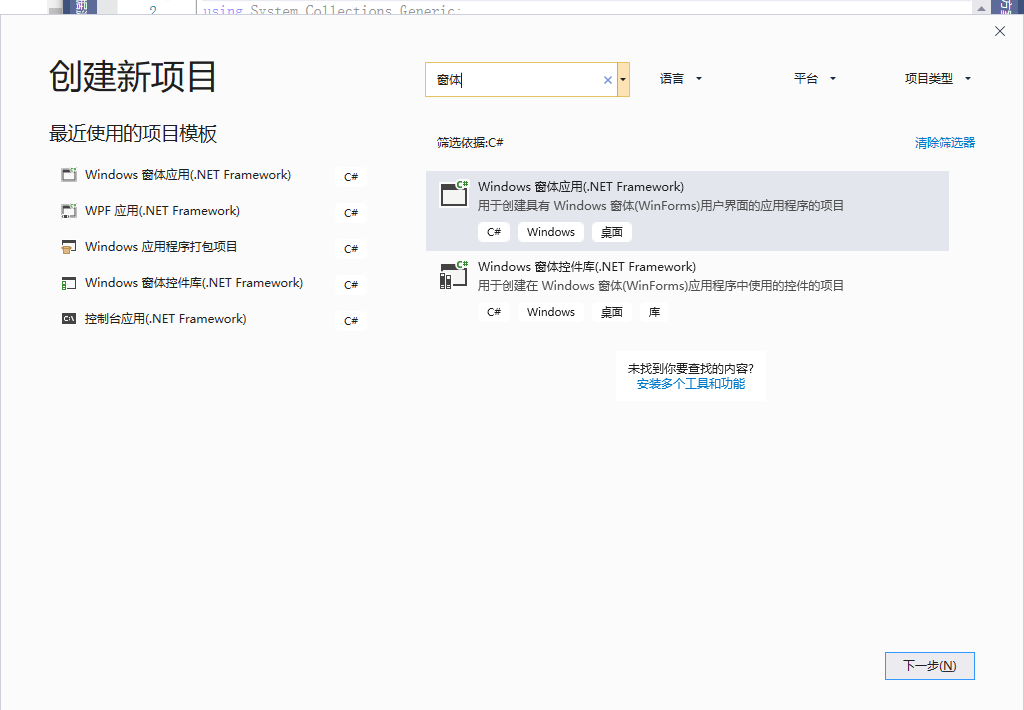 2 using System.Collections.Generic;
创建新项目
窗体
语言
平台
项目类型
最近使用的项目模板
Windows 窗体应用(.NET Framework) C#
WPF 应用(.NET Framework) C#
Windows 应用程序打包项目 C#
Windows 窗体控件库(.NET Framework) C#
控制台应用(.NET Framework) C#
筛选依据:C#
清除筛选器
C#
Windows 窗体应用(.NET Framework)
用于创建具有 Windows 窗体(WinForms)用户界面的应用程序的项目
C# Windows 桌面
C#
Windows 窗体控件库(.NET Framework)
用于创建在 Windows 窗体(WinForms)应用程序中使用的控件的项目
C# Windows 桌面 库
未找到你要查找的内容?
安装多个工具和功能
下一步(N)